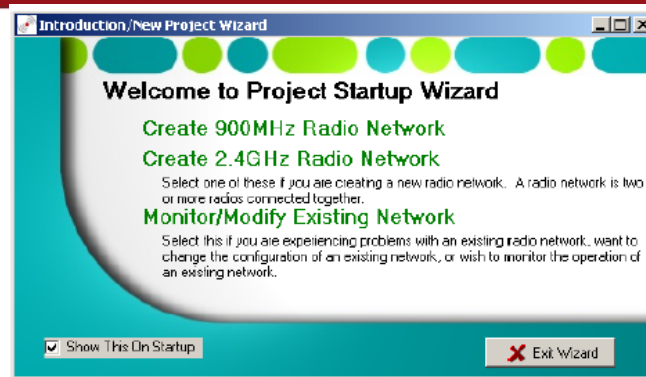 Introduction/New Project Wizard
Welcome to Project Startup Wizard
Create 900MHz Radio Network
Create 2.4GHz Radio Network
Select one of these if you are creating a new radio network. A radio network is two
or more radios connected together.
Monitor/Modify Existing Network
Select this if you are experiencing problems with an existing radio network, want to
change the configuration of an existing network, or wish to monitor the operation of
an existing network.
Show This On Startup
Exit Wizard